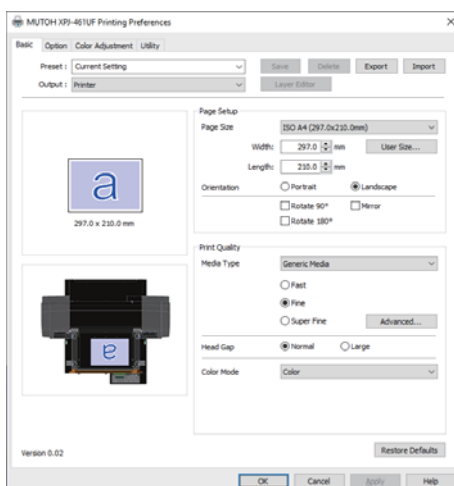 MUTOH XPJ-461UF Printing Preferences
Basic Option Color Adjustment Utility
Preset : Current Setting Save Delete Export Import
Output : Printer Layer Editor
Page Setup
Page Size ISO A4 (297.0x210.0mm)
Width: 297.0 mm User Size...
Length: 210.0 mm
Orientation Portrait Landscape
Rotate 90° Mirror
Rotate 180°
a
297.0 x 210.0 mm
Print Quality
Media Type Generic Media
Fast
Fine
Super Fine Advanced...
Head Gap Normal Large
Color Mode Color
a
Version 0.02 Restore Defaults
OK Cancel Apply Help